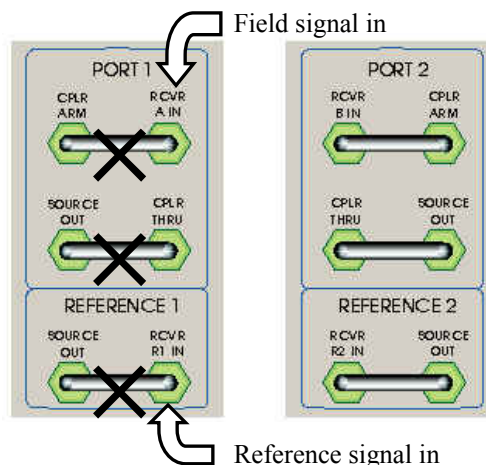 Field signal in
PORT 1
CPLR ARM
RCVR A IN
SOURCE OUT
CPLR THRU
REFERENCE 1
SOURCE OUT
RCVR R1 IN
PORT 2
RCVR B IN
CPLR ARM
CPLR THRU
SOURCE OUT
REFERENCE 2
RCVR R2 IN
SOURCE OUT
Reference signal in